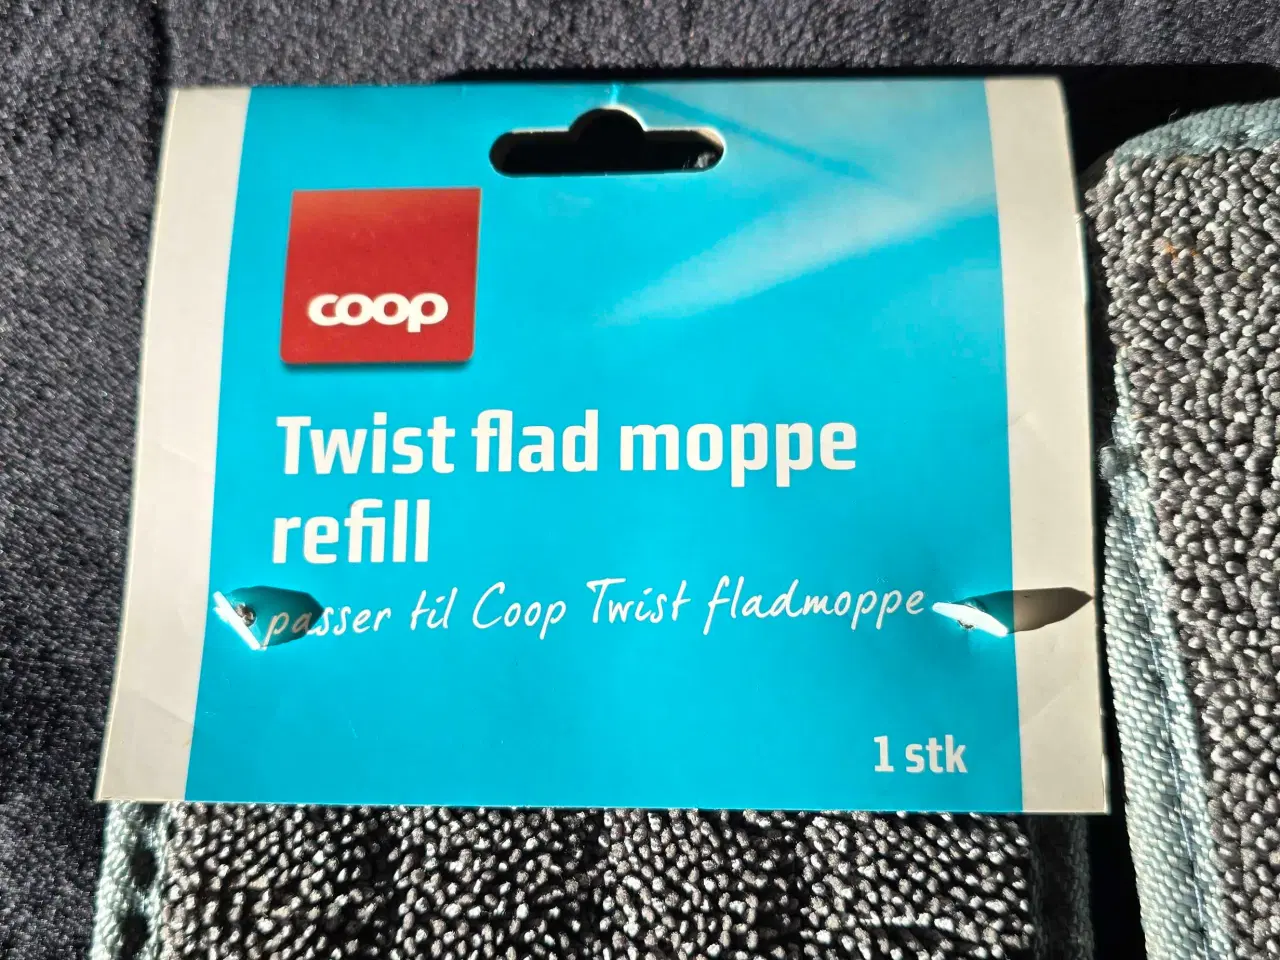 coop
Twist flad moppe
refill
passer til Coop Twist fladmoppe
1 stk